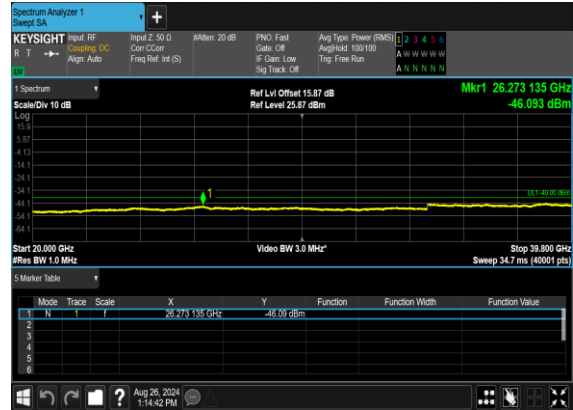 Spectrum Analyzer 1
Swept SA
KEYSIGHT Input: RF Input Z: 50 Ω #Atten: 20 dB PNO: Fast Avg Type: Power (RMS) 1 2 3 4 5 6
R T Coupling: DC Corr CCorr Gate: Off Avg|Hold: 100/100 A W W W W W
Align: Auto Freq Ref: Int (S) IF Gain: Low Trig: Free Run
Sig Track: Off A N N N N N
LXI
1 Spectrum Ref Lvl Offset 15.87 dB Mkr1 26.273 135 GHz
Scale/Div 10 dB Ref Level 25.87 dBm -46.093 dBm
Log
15.9
5.87
-4.13
-14.1
-24.1
-34.1 1 DL1 -40.00 dBm
-44.1
-54.1
-64.1
Start 20.000 GHz Video BW 3.0 MHz* Stop 39.800 GHz
#Res BW 1.0 MHz Sweep 34.7 ms (40001 pts)
5 Marker Table
Mode Trace Scale X Y Function Function Width Function Value
1 N 1 f 26.273 135 GHz -46.09 dBm
2
3
4
5
6
? Aug 26, 2024
1:14:42 PM